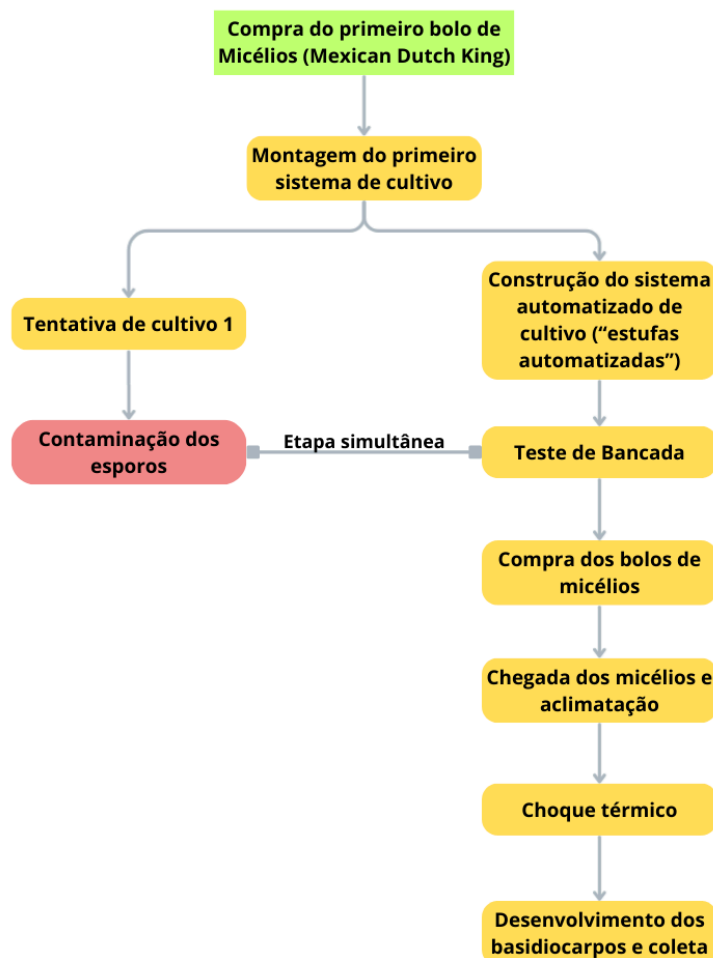 Compra do primeiro bolo de
Micélios (Mexican Dutch King)
Montagem do primeiro
sistema de cultivo
Tentativa de cultivo 1
Construção do sistema
automatizado de
cultivo (“estufas
automatizadas”)
Contaminação dos
esporos
Etapa simultânea
Teste de Bancada
Compra dos bolos de
micélios
Chegada dos micélios e
aclimatação
Choque térmico
Desenvolvimento dos
basidiocarpos e coleta